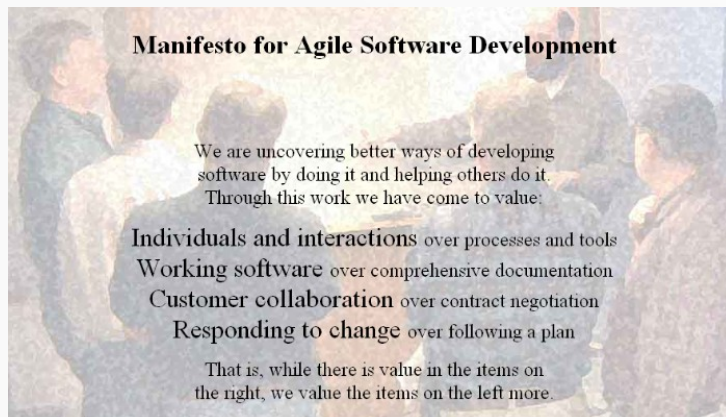 Manifesto for Agile Software Development
We are uncovering better ways of developing
software by doing it and helping others do it.
Through this work we have come to value:
Individuals and interactions over processes and tools
Working software over comprehensive documentation
Customer collaboration over contract negotiation
Responding to change over following a plan
That is, while there is value in the items on
the right, we value the items on the left more.